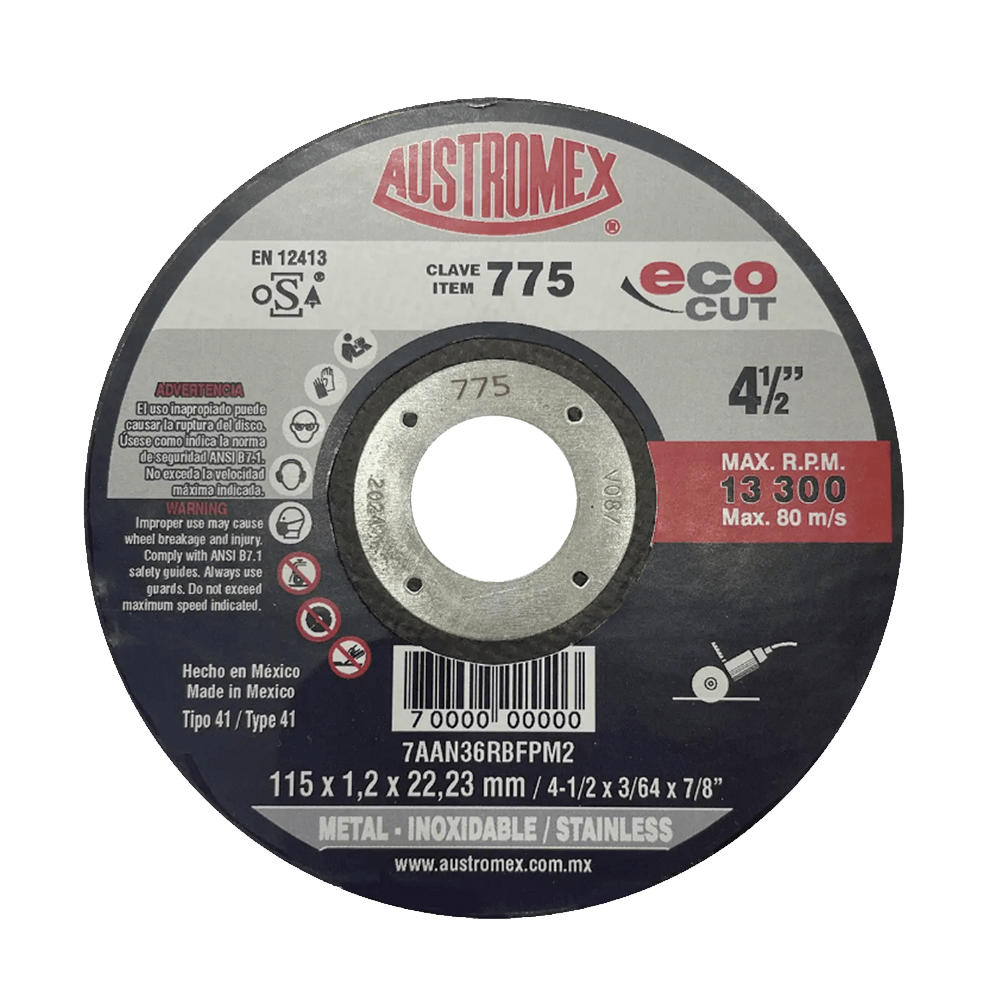 AUSTROMEX
®
EN 12413
OSA ®
CLAVE
ITEM 775
eco
CUT
4½”
MAX. R.P.M.
13 300
Max. 80 m/s
775
V087
ADVERTENCIA
El uso inapropiado puede
causar la ruptura del disco.
Úsese como indica la norma
de seguridad ANSI B7.1.
No exceda la velocidad
máxima indicada.
WARNING
Improper use may cause
wheel breakage and injury.
Comply with ANSI B7.1
safety guides. Always use
guards. Do not exceed
maximum speed indicated.
Hecho en México
Made in Mexico
Tipo 41 / Type 41
7 00000 00000
7AAN36RBFPM2
115 x 1,2 x 22,23 mm / 4-1/2 x 3/64 x 7/8”
METAL - INOXIDABLE / STAINLESS
www.austromex.com.mx